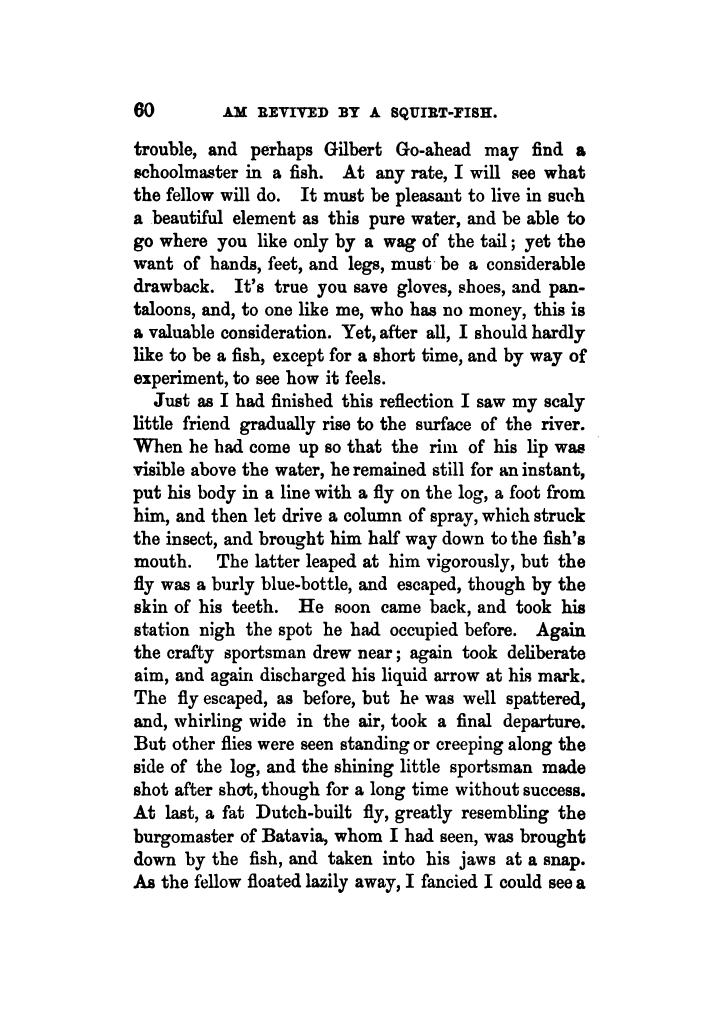 60 AM REVIVED BY A SQUIRT-FISH.
trouble, and perhaps Gilbert Go-ahead may find a
schoolmaster in a fish. At any rate, I will see what
the fellow will do. It must be pleasant to live in such
a beautiful element as this pure water, and be able to
go where you like only by a wag of the tail; yet the
want of hands, feet, and legs, must be a considerable
drawback. It's true you save gloves, shoes, and pan-
taloons, and, to one like me, who has no money, this is
a valuable consideration. Yet, after all, I should hardly
like to be a fish, except for a short time, and by way of
experiment, to see how it feels.
Just as I had finished this reflection I saw my scaly
little friend gradually rise to the surface of the river.
When he had come up so that the rim of his lip was
visible above the water, he remained still for an instant,
put his body in a line with a fly on the log, a foot from
him, and then let drive a column of spray, which struck
the insect, and brought him half way down to the fish's
mouth. The latter leaped at him vigorously, but the
fly was a burly blue-bottle, and escaped, though by the
skin of his teeth. He soon came back, and took his
station nigh the spot he had occupied before. Again
the crafty sportsman drew near; again took deliberate
aim, and again discharged his liquid arrow at his mark.
The fly escaped, as before, but he was well spattered,
and, whirling wide in the air, took a final departure.
But other flies were seen standing or creeping along the
side of the log, and the shining little sportsman made
shot after shot, though for a long time without success.
At last, a fat Dutch-built fly, greatly resembling the
burgomaster of Batavia, whom I had seen, was brought
down by the fish, and taken into his jaws at a snap.
As the fellow floated lazily away, I fancied I could see a